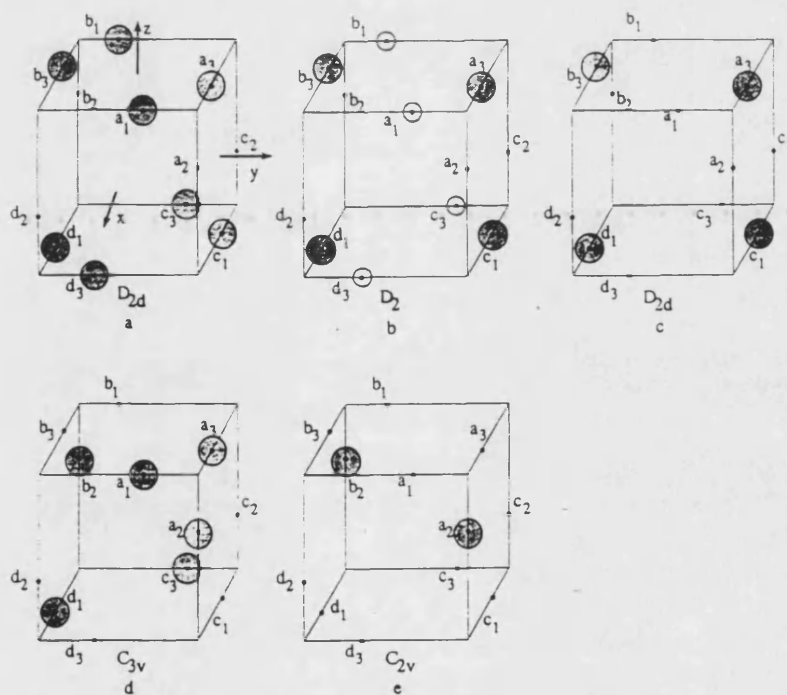 b1 z
b3 a3
b2 a1
c2
a2
y
d2 x c3
d1 c1
d3
D2d
a
b1
b3 a3
b2 a1
c2
a2
d2 c3
d1 c1
d3
D2
b
b1
b3 a3
b2 a1
c
a2
d2 c3
d1 c1
d3
D2d
c
b1
b3 a3
b2 a1
c2
a2
d2 c3
d1 c1
d3
C3v
d
b1
b3 a3
b2 a1
c2
a2
d2 c3
d1 c1
d3
C2v
e